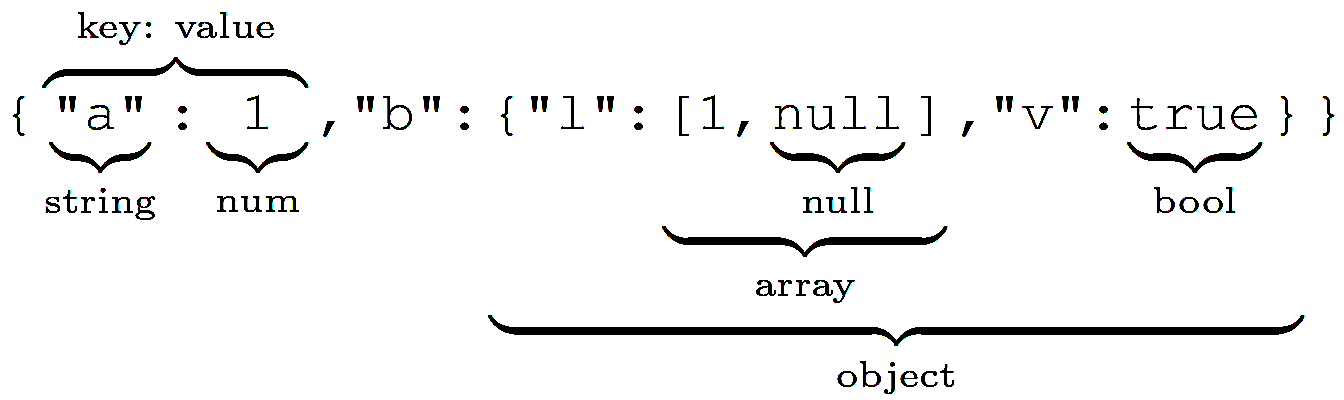 key: value
{ "a" : 1 ,"b": {"l": [1, null ] ,"v": true } }
string num null bool
array
object